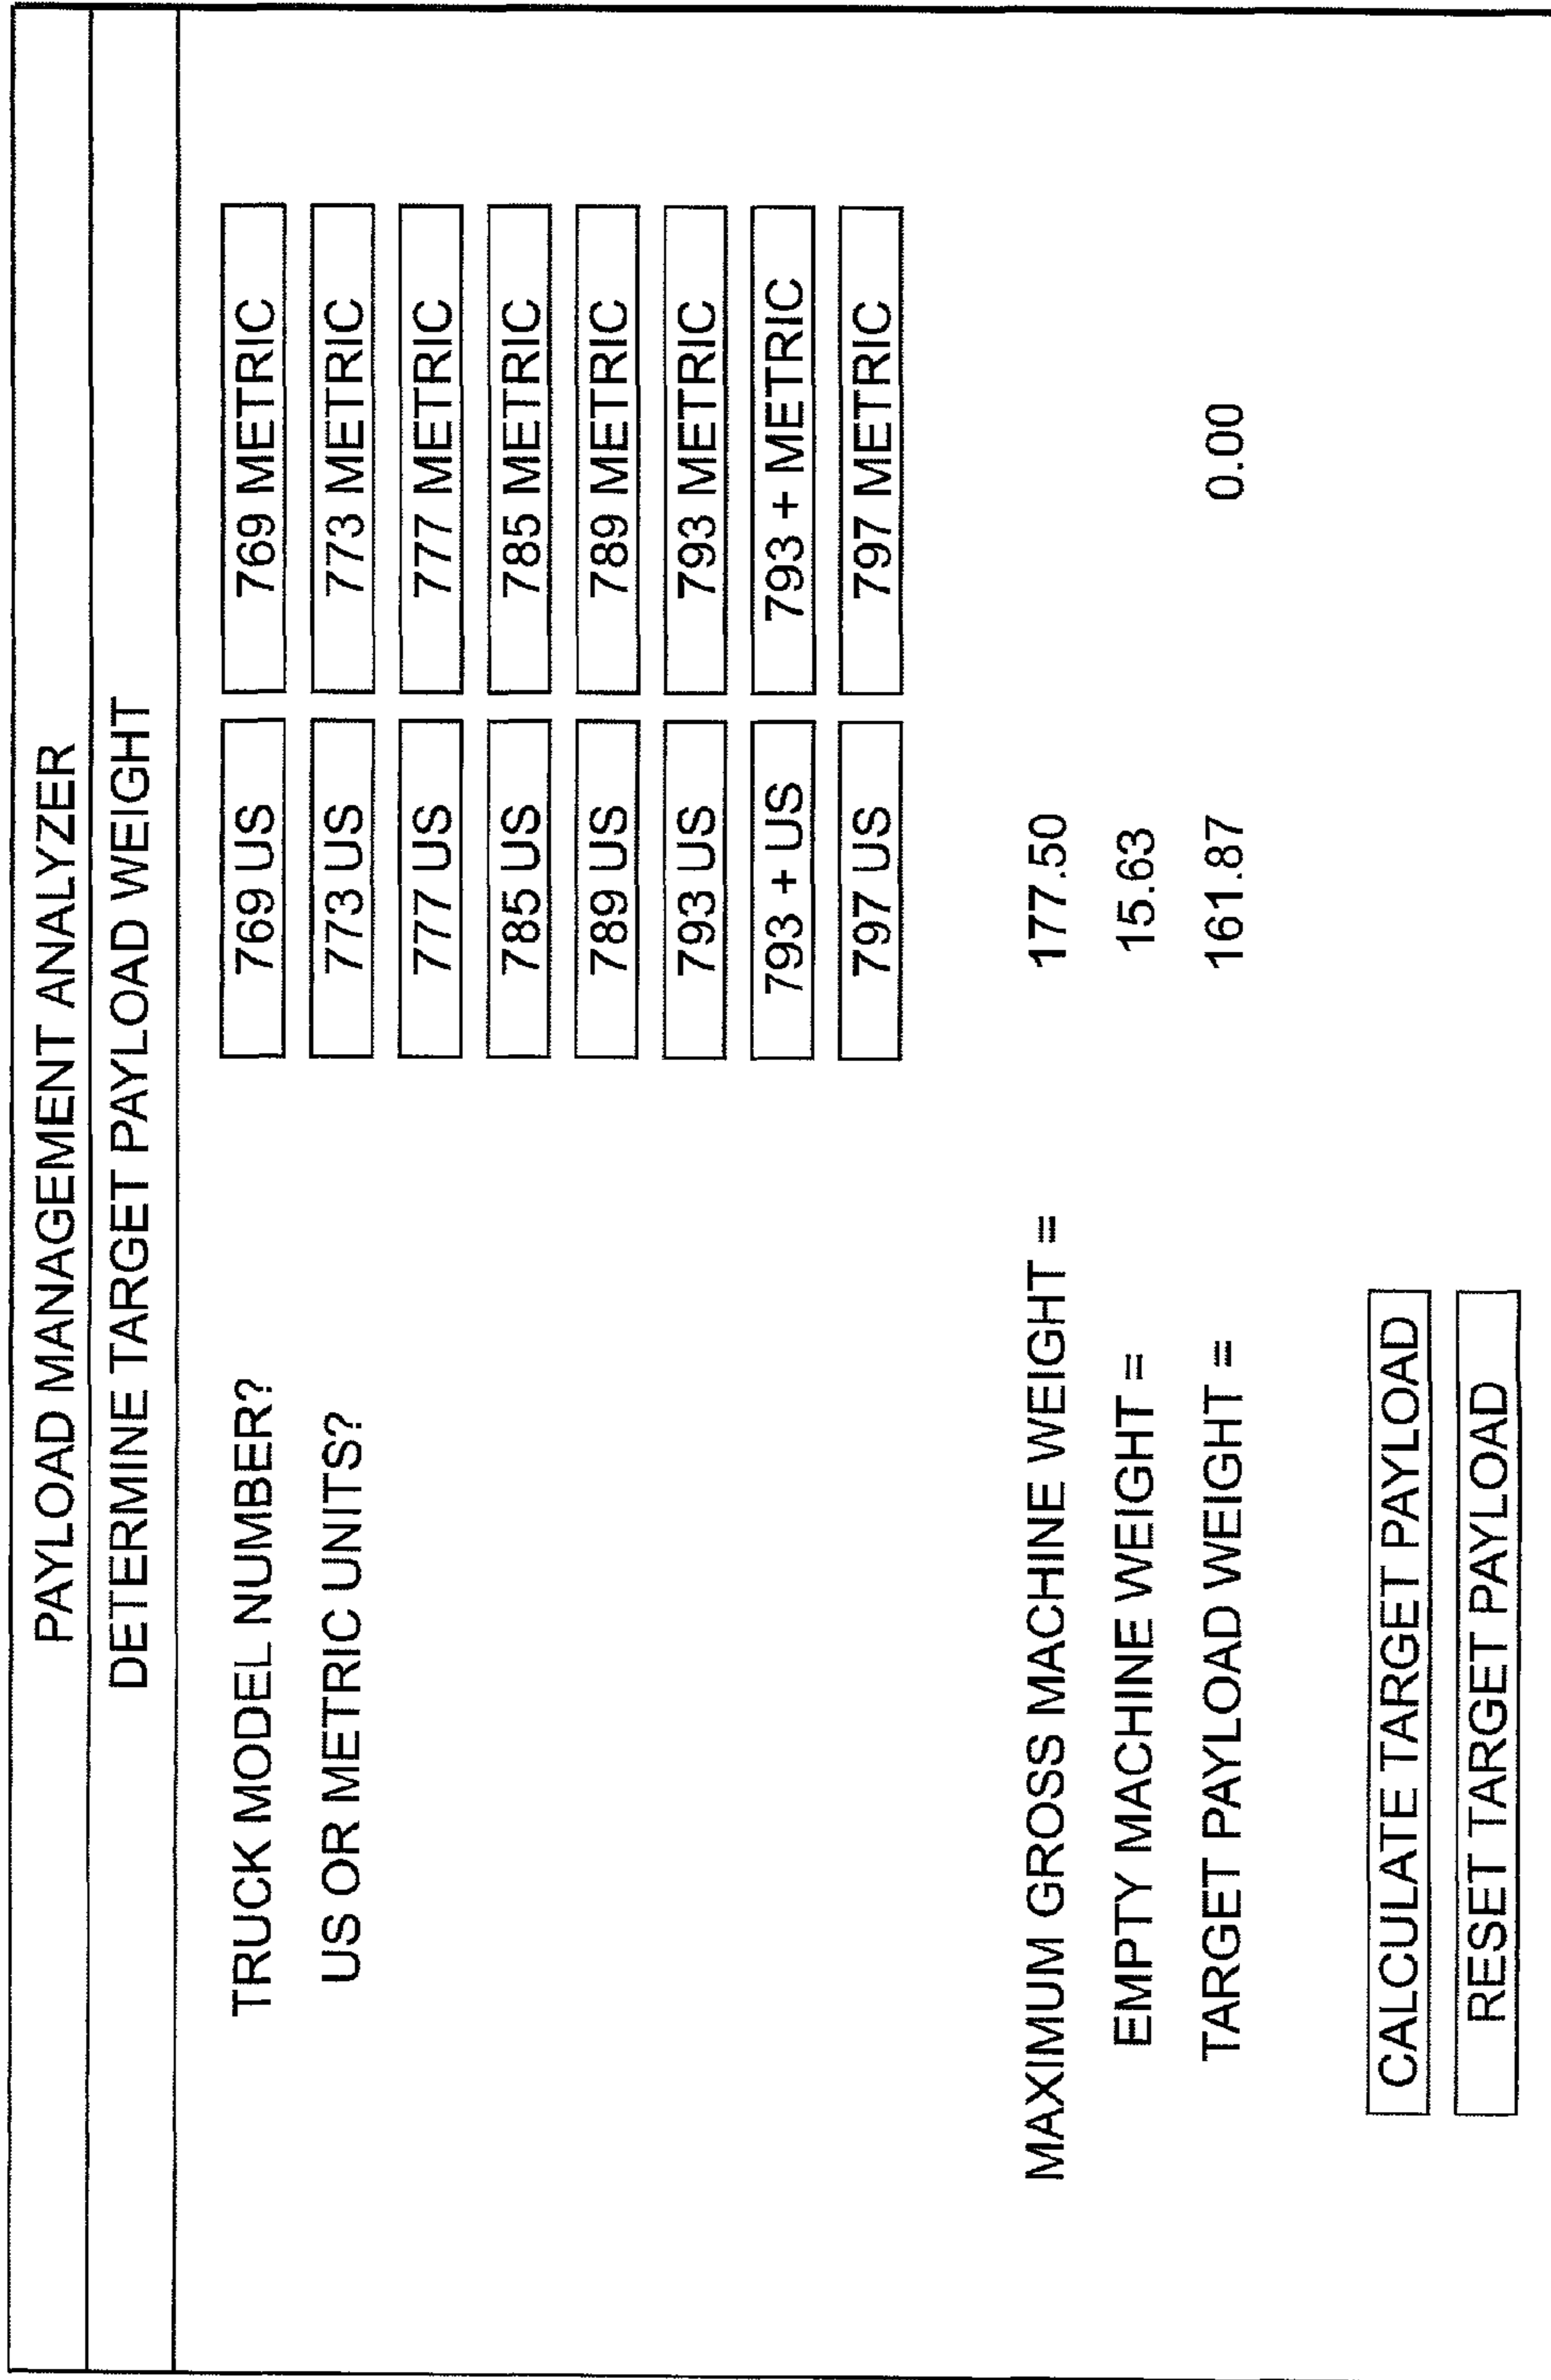 PAYLOAD MANAGEMENT ANALYZER
DETERMINE TARGET PAYLOAD WEIGHT
TRUCK MODEL NUMBER? 769 US 769 METRIC
US OR METRIC UNITS? 773 US 773 METRIC
777 US 777 METRIC
785 US 785 METRIC
789 US 789 METRIC
793 US 793 METRIC
793 + US 793 + METRIC
797 US 797 METRIC
MAXIMUM GROSS MACHINE WEIGHT = 177.50
EMPTY MACHINE WEIGHT = 15.63
TARGET PAYLOAD WEIGHT = 161.87 0.00
CALCULATE TARGET PAYLOAD
RESET TARGET PAYLOAD